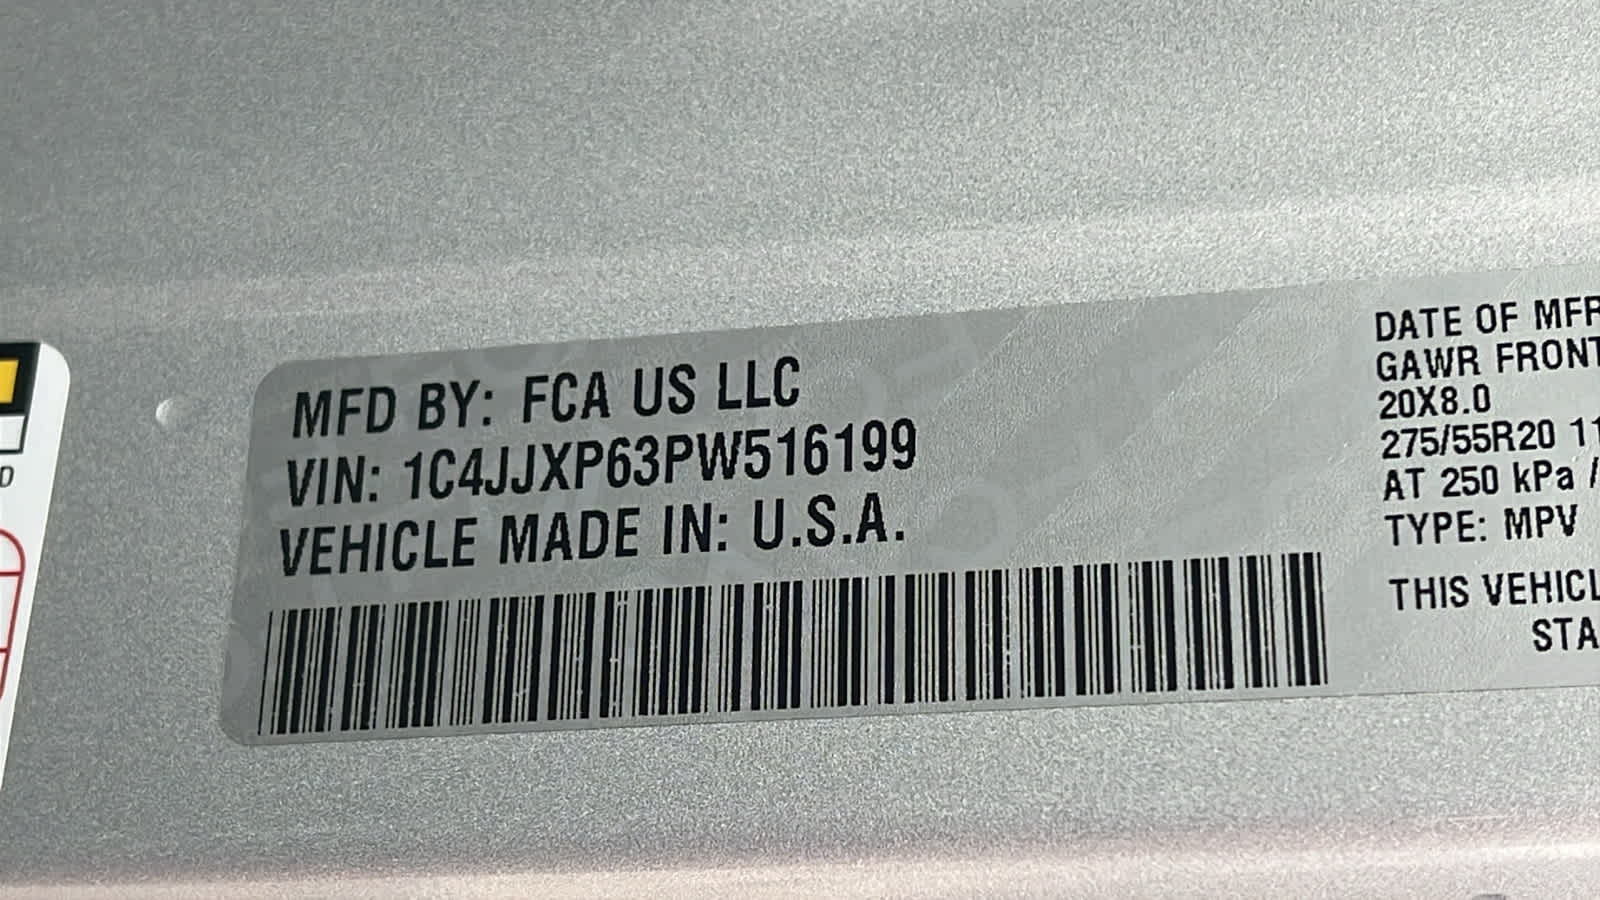 MFD BY: FCA US LLC
VIN: 1C4JJXP63PW516199
VEHICLE MADE IN: U.S.A.
DATE OF MFR
GAWR FRONT
20X8.0
275/55R20 11
AT 250 kPa /
TYPE: MPV
THIS VEHICL
STA
D